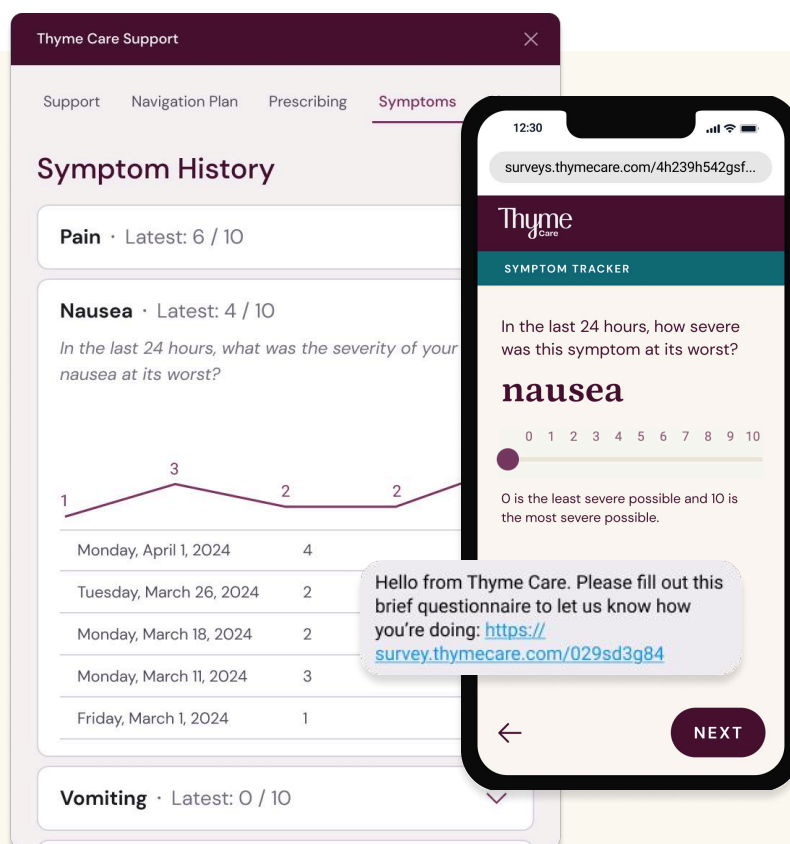 Thyme Care Support
Support Navigation Plan Prescribing Symptoms
Symptom History
Pain · Latest: 6 / 10
Nausea · Latest: 4 / 10
In the last 24 hours, what was the severity of your
nausea at its worst?
1 3 2 2
Monday, April 1, 2024 4
Tuesday, March 26, 2024 2
Monday, March 18, 2024 2
Monday, March 11, 2024 3
Friday, March 1, 2024 1
Vomiting · Latest: 0 / 10
12:30
surveys.thymecare.com/4h239h542gsf...
Thyme
Care
SYMPTOM TRACKER
In the last 24 hours, how severe
was this symptom at its worst?
nausea
0 1 2 3 4 5 6 7 8 9 10
0 is the least severe possible and 10 is
the most severe possible.
Hello from Thyme Care. Please fill out this
brief questionnaire to let us know how
you're doing: https://
survey.thymecare.com/029sd3g84
NEXT